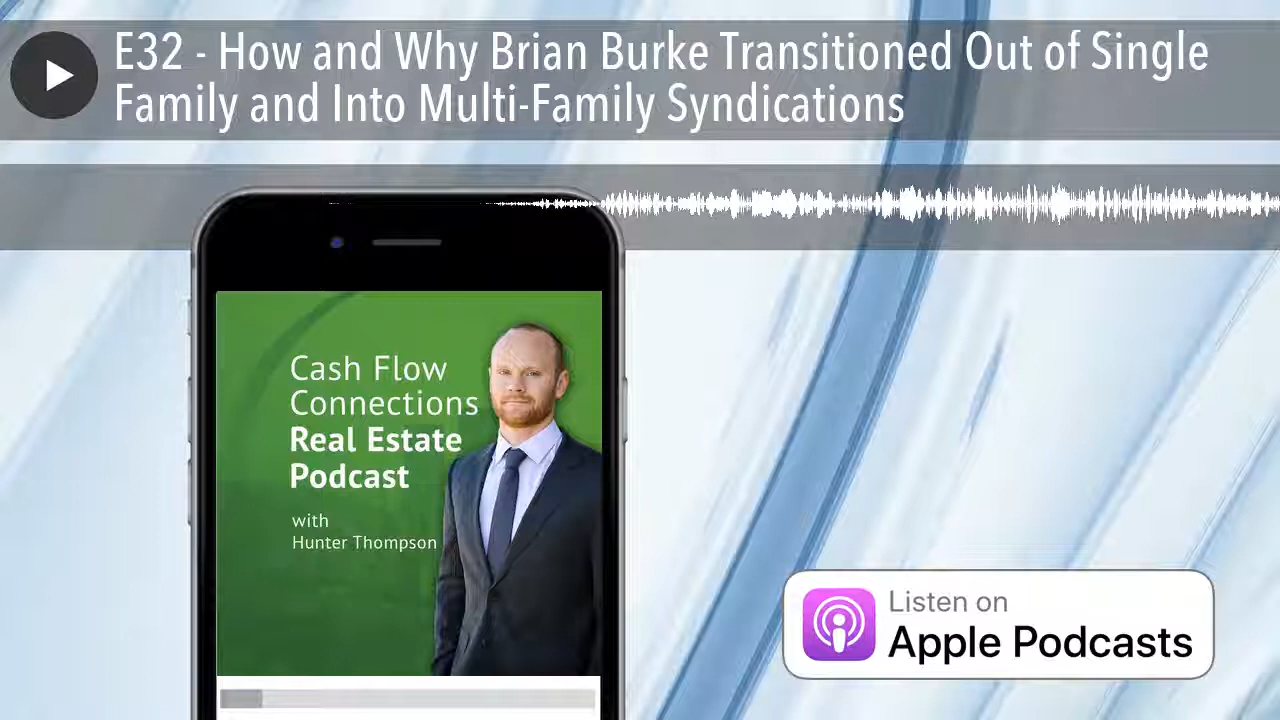 E32 - How and Why Brian Burke Transitioned Out of Single
Family and Into Multi-Family Syndications
Cash Flow
Connections
Real Estate
Podcast
with
Hunter Thompson
Listen on
Apple Podcasts